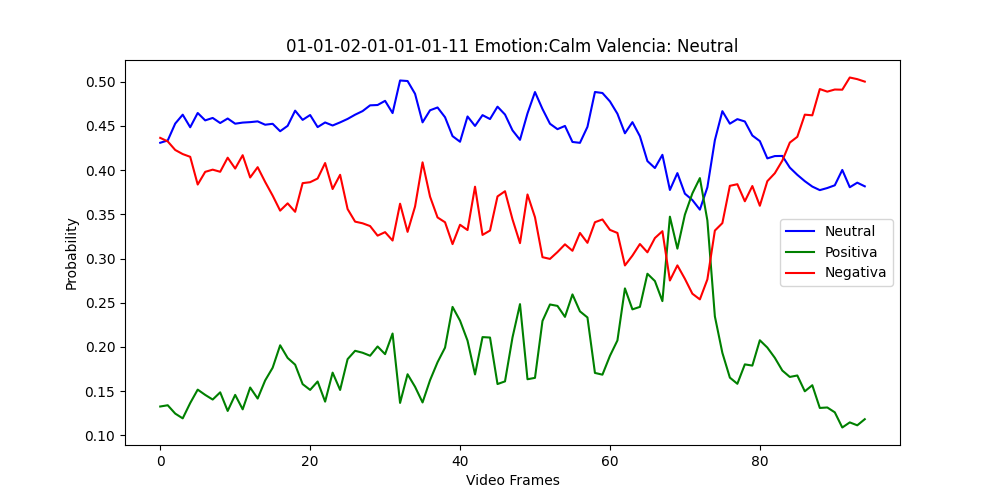 01-01-02-01-01-01-11 Emotion:Calm Valencia: Neutral
Probability
0.50
0.45
0.40
0.35
0.30
0.25
0.20
0.15
0.10
Neutral
Positiva
Negativa
0 20 40 60 80
Video Frames